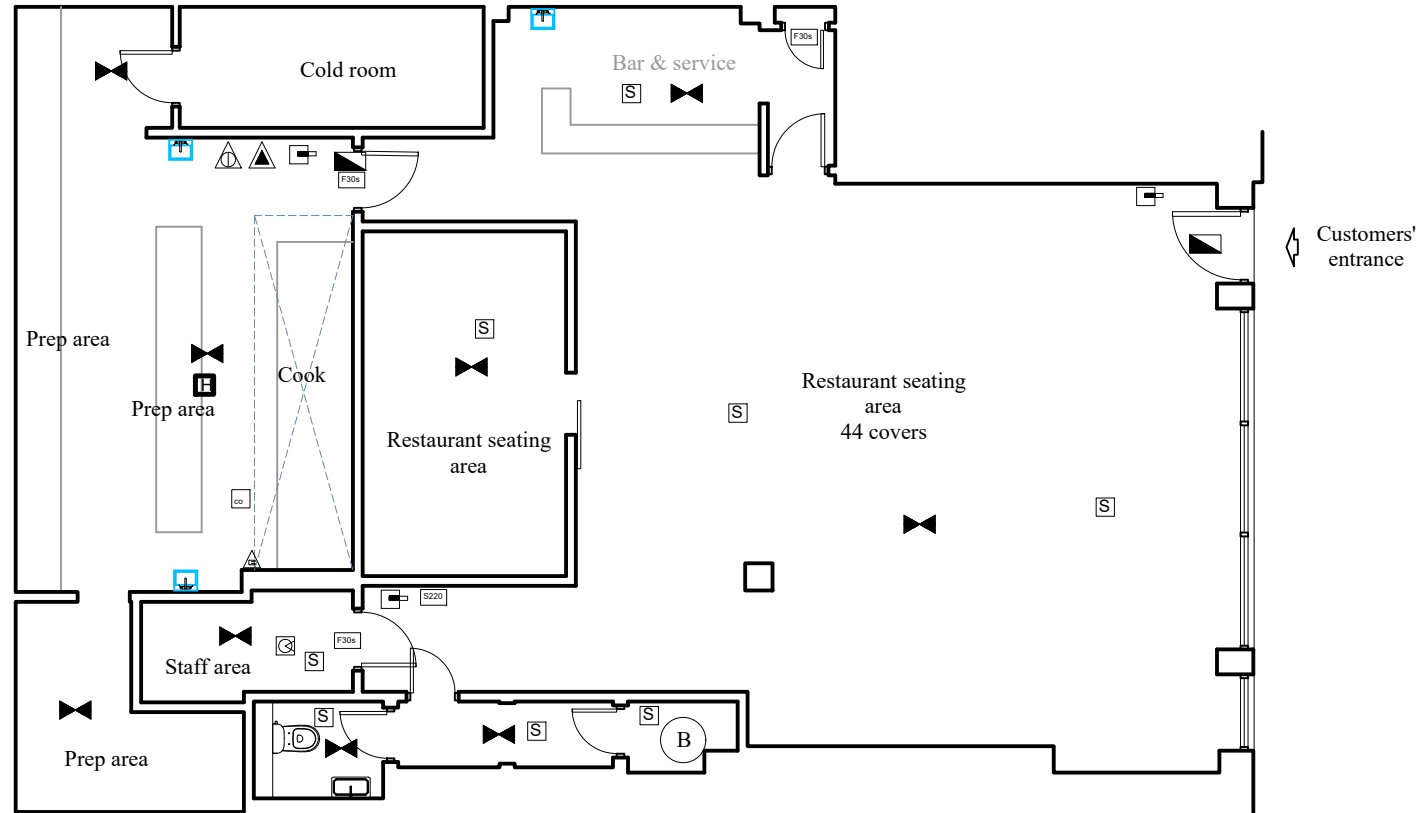 Cold room
Bar & service
S
F30s
F30s
Customers'
entrance
S
Prep area
H
Prep area
Cook
Restaurant seating
area
Restaurant seating
area
44 covers
S
S
co
S220
F30s
S
Staff area
S
S
S
B
Prep area